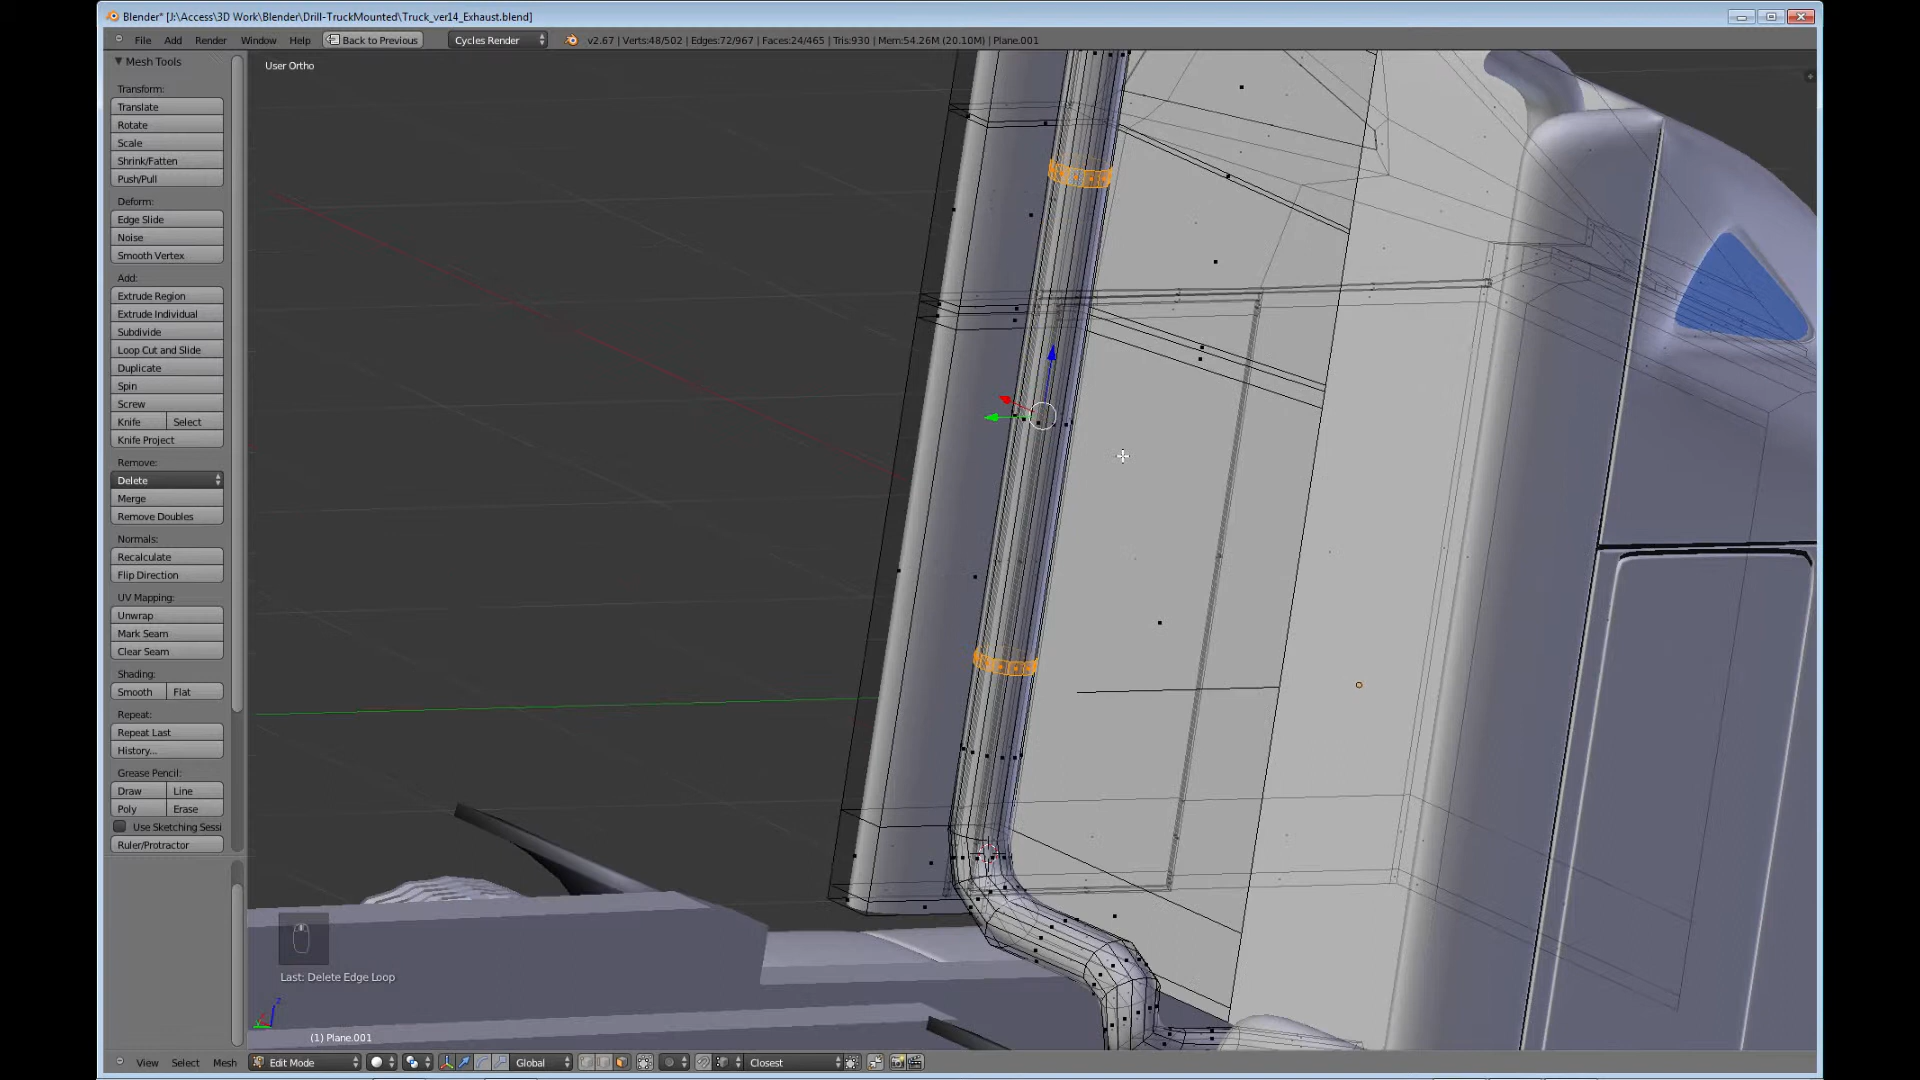 Blender* [J:\Access\3D Work\Blender\Drill-TruckMounted\Truck_ver14_Exhaust.blend]
File Add Render Window Help Back to Previous Cycles Render v2.67 | Verts:48/502 | Edges:72/967 | Faces:24/465 | Tris:930 | Mem:54.26M (20.10M) | Plane.001
Mesh Tools
User Ortho
Transform:
Translate
Rotate
Scale
Shrink/Fatten
Push/Pull
Deform:
Edge Slide
Noise
Smooth Vertex
Add:
Extrude Region
Extrude Individual
Subdivide
Loop Cut and Slide
Duplicate
Spin
Screw
Knife Select
Knife Project
Remove:
Delete
Merge
Remove Doubles
Normals:
Recalculate
Flip Direction
UV Mapping:
Unwrap
Mark Seam
Clear Seam
Shading:
Smooth Flat
Repeat:
Repeat Last
History...
Grease Pencil:
Draw Line
Poly Erase
Use Sketching Sessi
Ruler/Protractor
Last: Delete Edge Loop
z
(1) Plane.001
View Select Mesh Edit Mode Global Closest